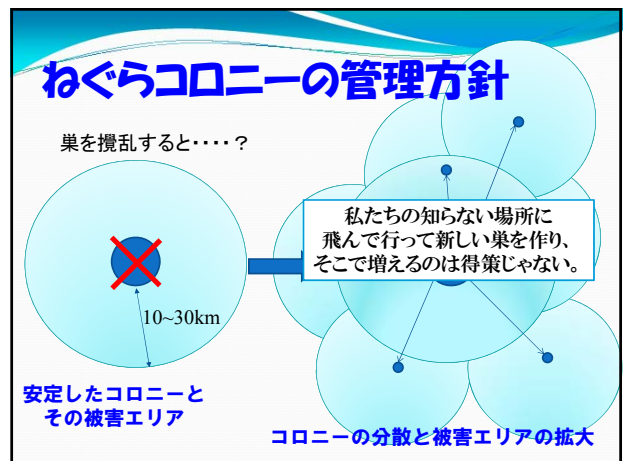 ねぐらコロニーの管理方針
巣を攪乱すると････？
私たちの知らない場所に
飛んで行って新しい巣を作り、
そこで増えるのは得策じゃない。
10~30km
安定したコロニーと
その被害エリア
コロニーの分散と被害エリアの拡大